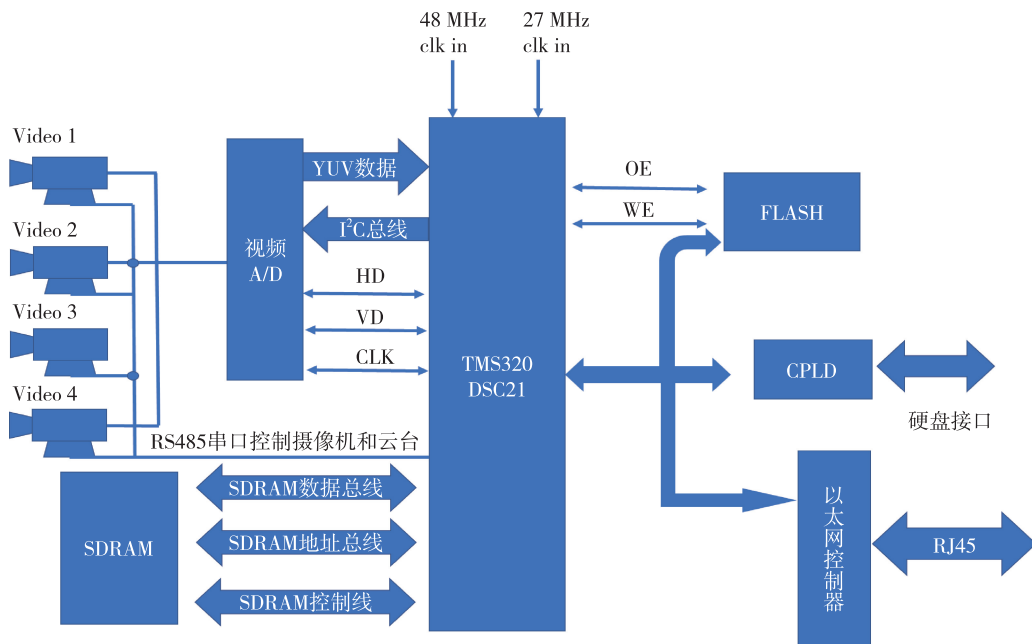 48 MHz
clk in
27 MHz
clk in
Video 1
Video 2
Video 3
Video 4
视频
A/D
YUV数据
I²C总线
HD
VD
CLK
RS485串口控制摄像机和云台
TMS320
DSC21
OE
WE
FLASH
CPLD
硬盘接口
以太网控制器
RJ45
SDRAM
SDRAM数据总线
SDRAM地址总线
SDRAM控制线